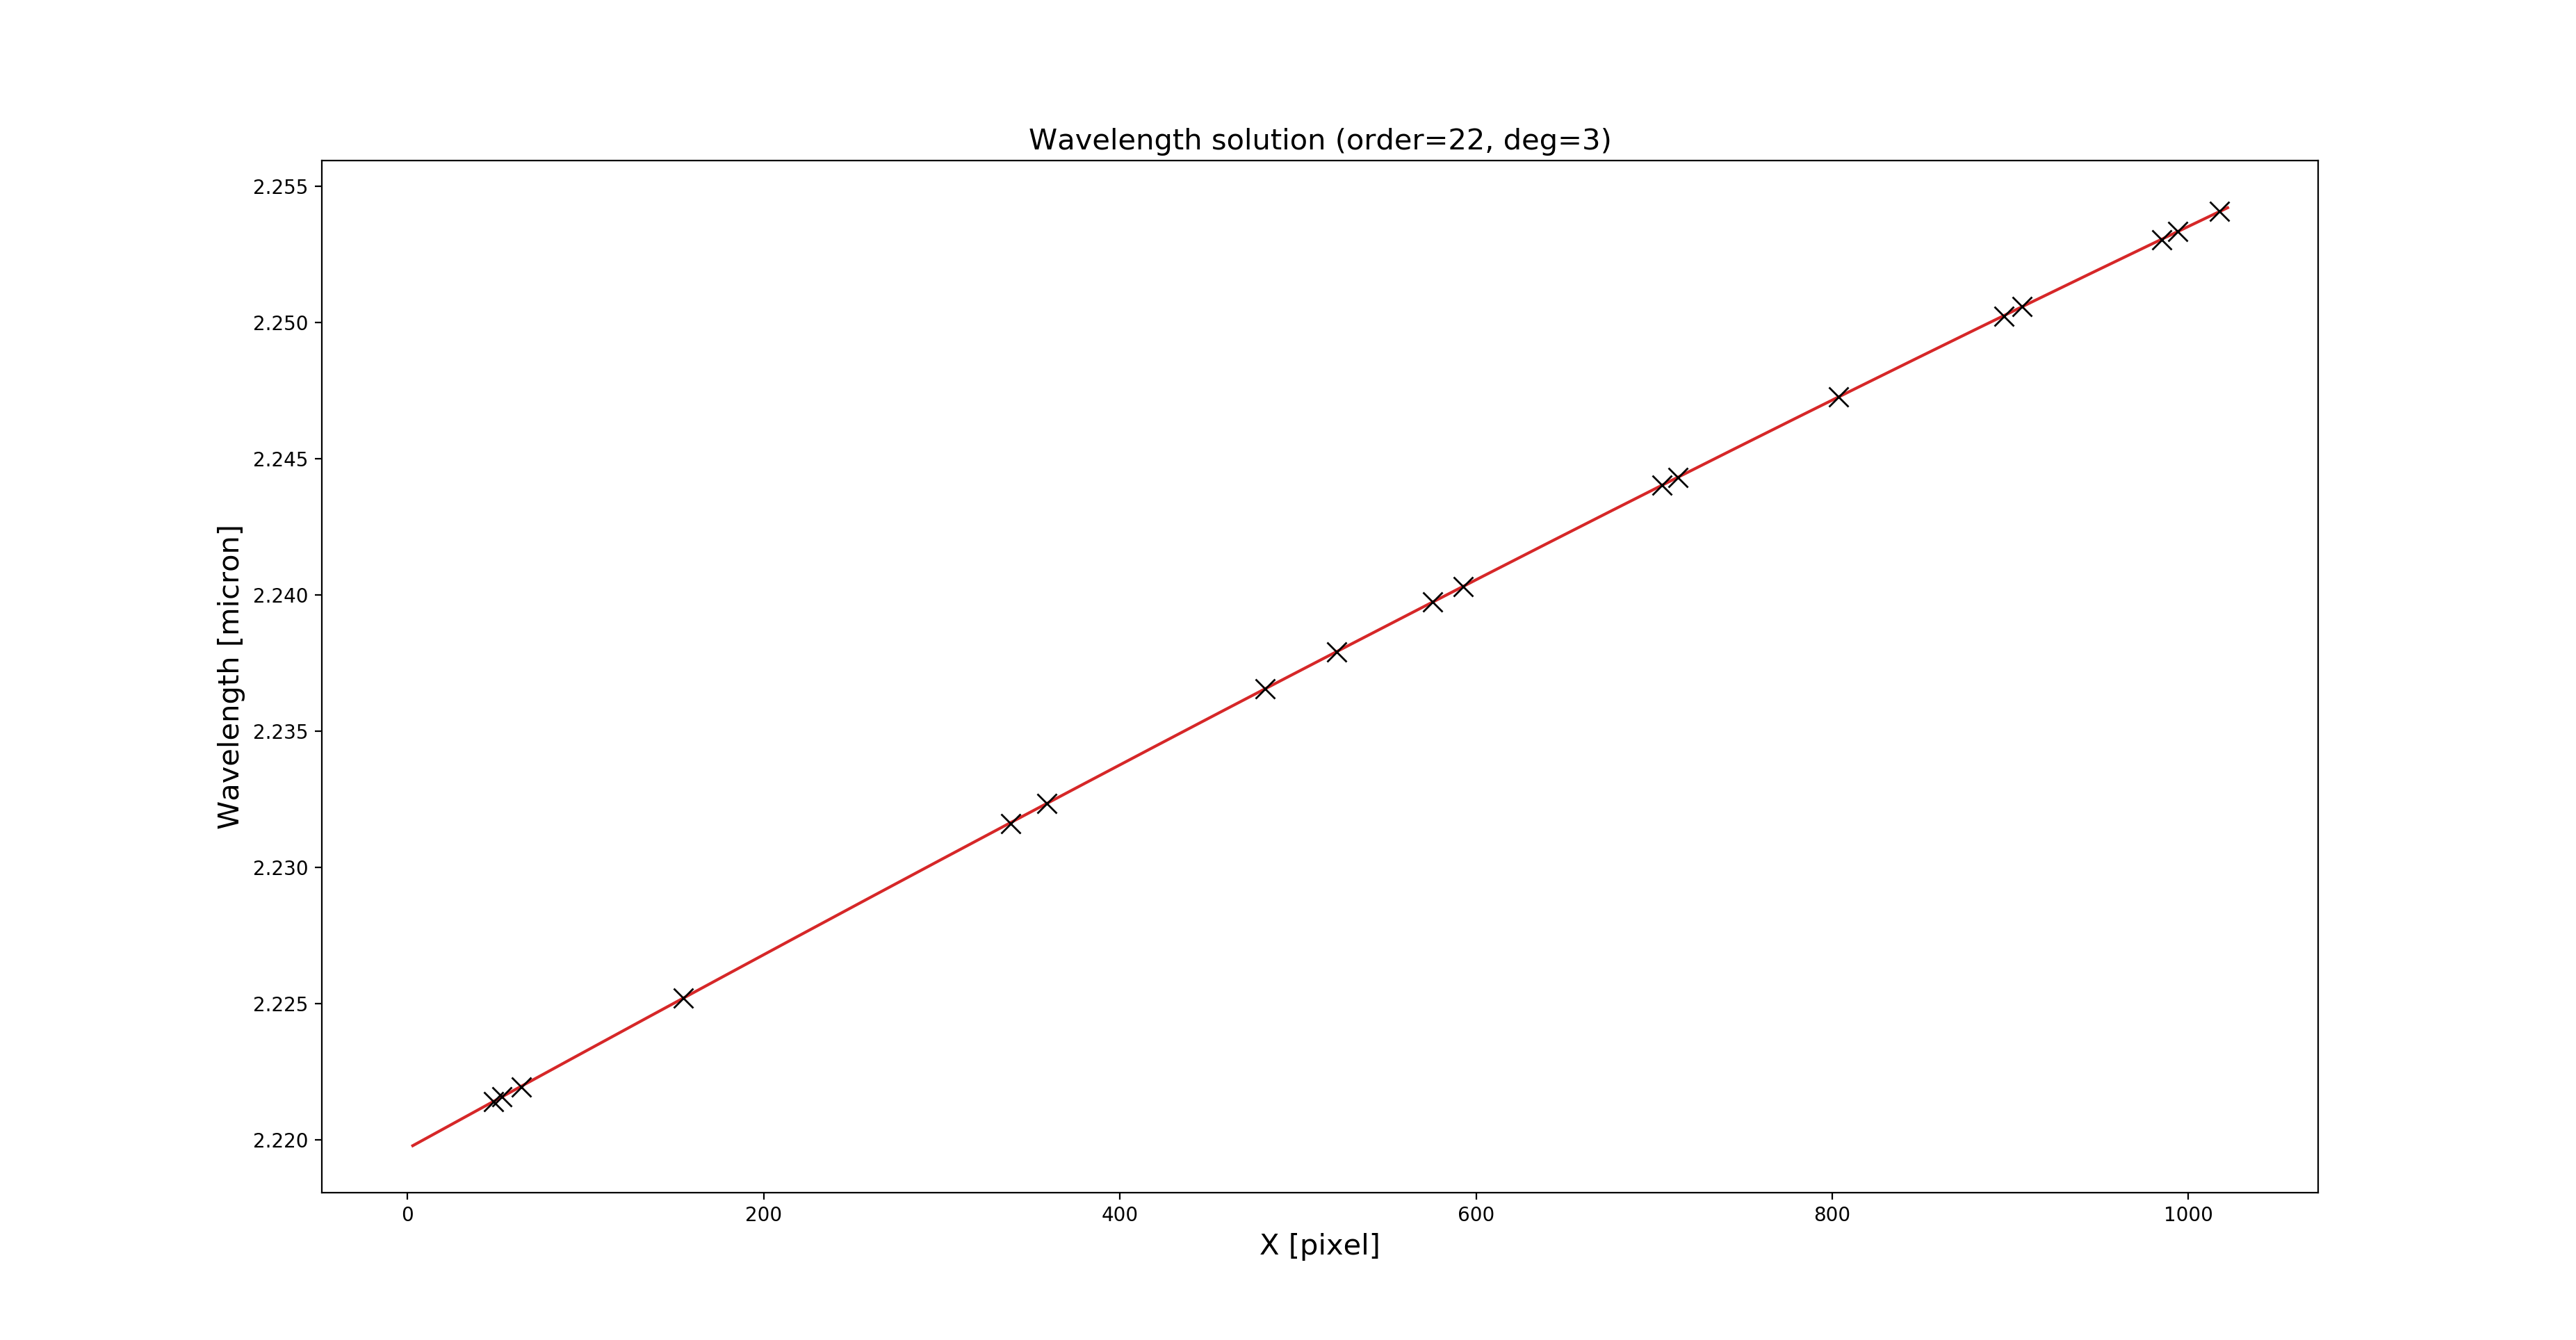 Wavelength solution (order=22, deg=3)
2.255
2.250
2.245
2.240
2.235
2.230
2.225
2.220
Wavelength [micron]
0 200 400 600 800 1000
X [pixel]